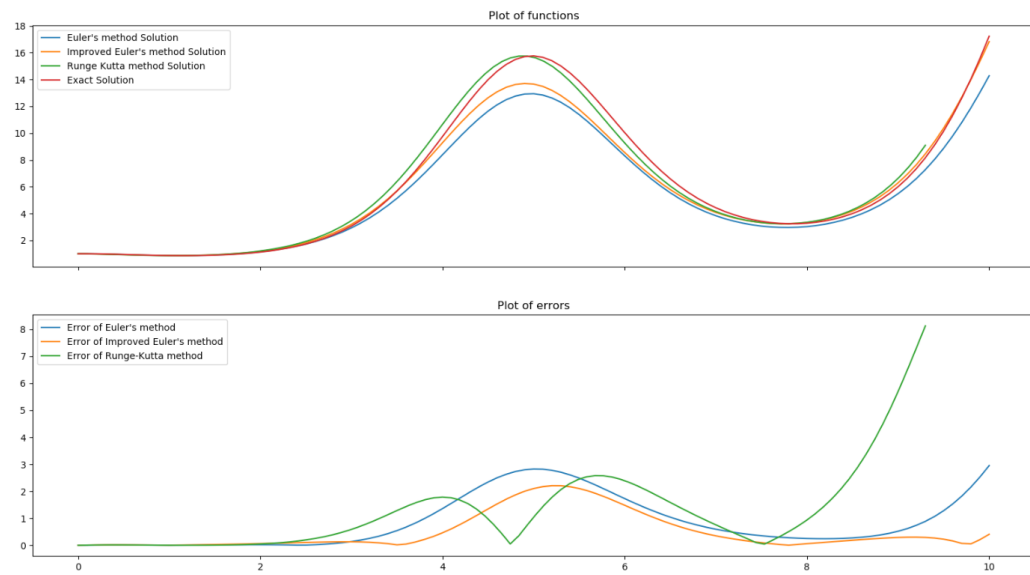 Plot of functions
18
16
14
12
10
8
6
4
2
Euler's method Solution
Improved Euler's method Solution
Runge Kutta method Solution
Exact Solution
Plot of errors
8
7
6
5
4
3
2
1
0
Error of Euler's method
Error of Improved Euler's method
Error of Runge-Kutta method
0 2 4 6 8 10